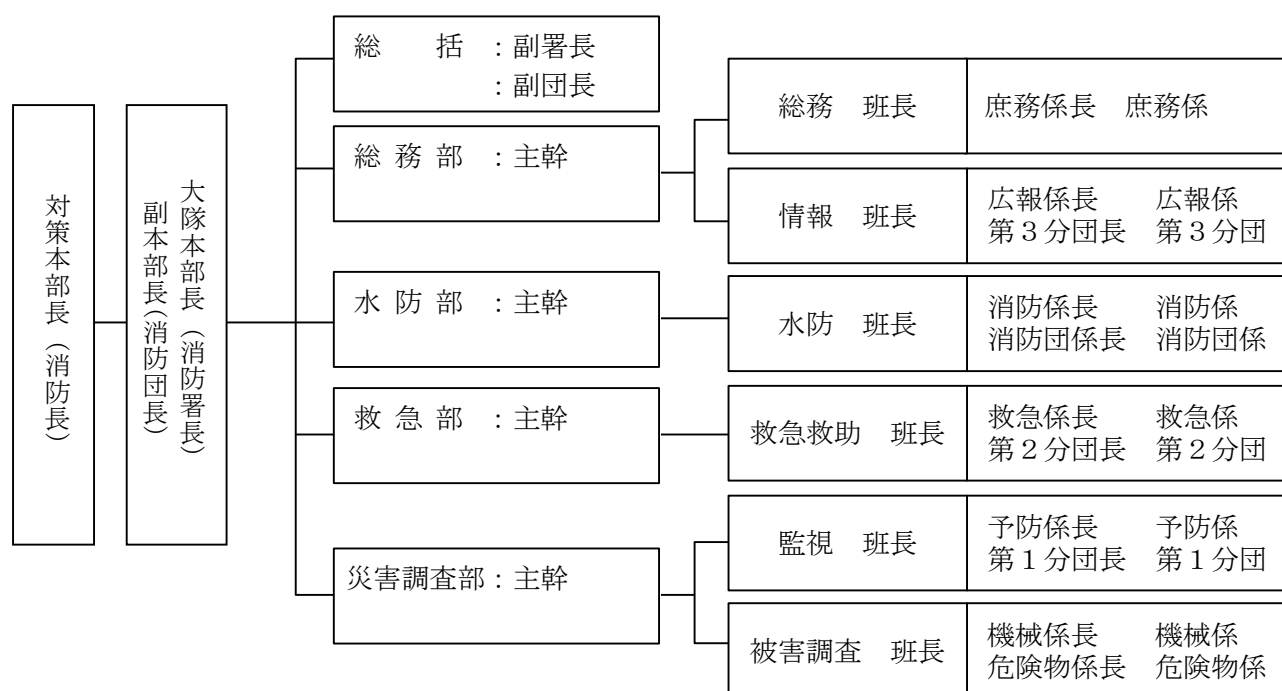 対策本部長（消防長）
大隊本部長（消防署長）
副本部長（消防団長）
総　　括　：副署長
：副団長
総 務 部　：主幹
水 防 部　：主幹
救 急 部　：主幹
災害調査部：主幹
総務　班長
庶務係長　庶務係
情報　班長
広報係長　　広報係
第３分団長　第３分団
水防　班長
消防係長　　消防係
消防団係長　消防団係
救急救助　班長
救急係長　　救急係
第２分団長　第２分団
監視　班長
予防係長　　予防係
第１分団長　第１分団
被害調査　班長
機械係長　　機械係
危険物係長　危険物係